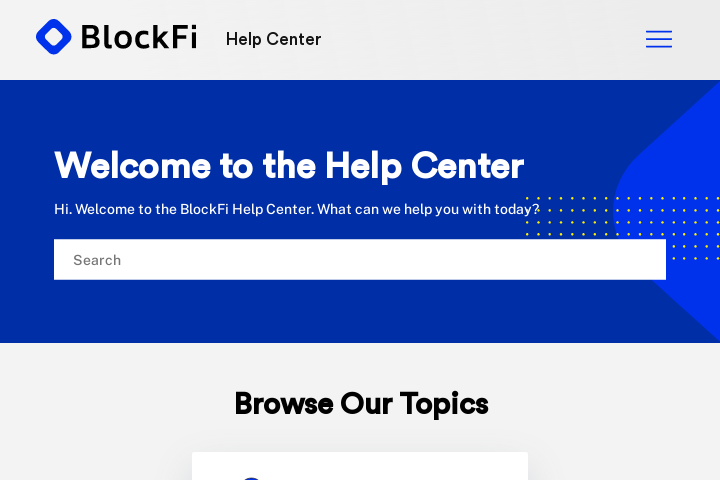 BlockFi Help Center
Welcome to the Help Center
Hi. Welcome to the BlockFi Help Center. What can we help you with today?
Search
Browse Our Topics